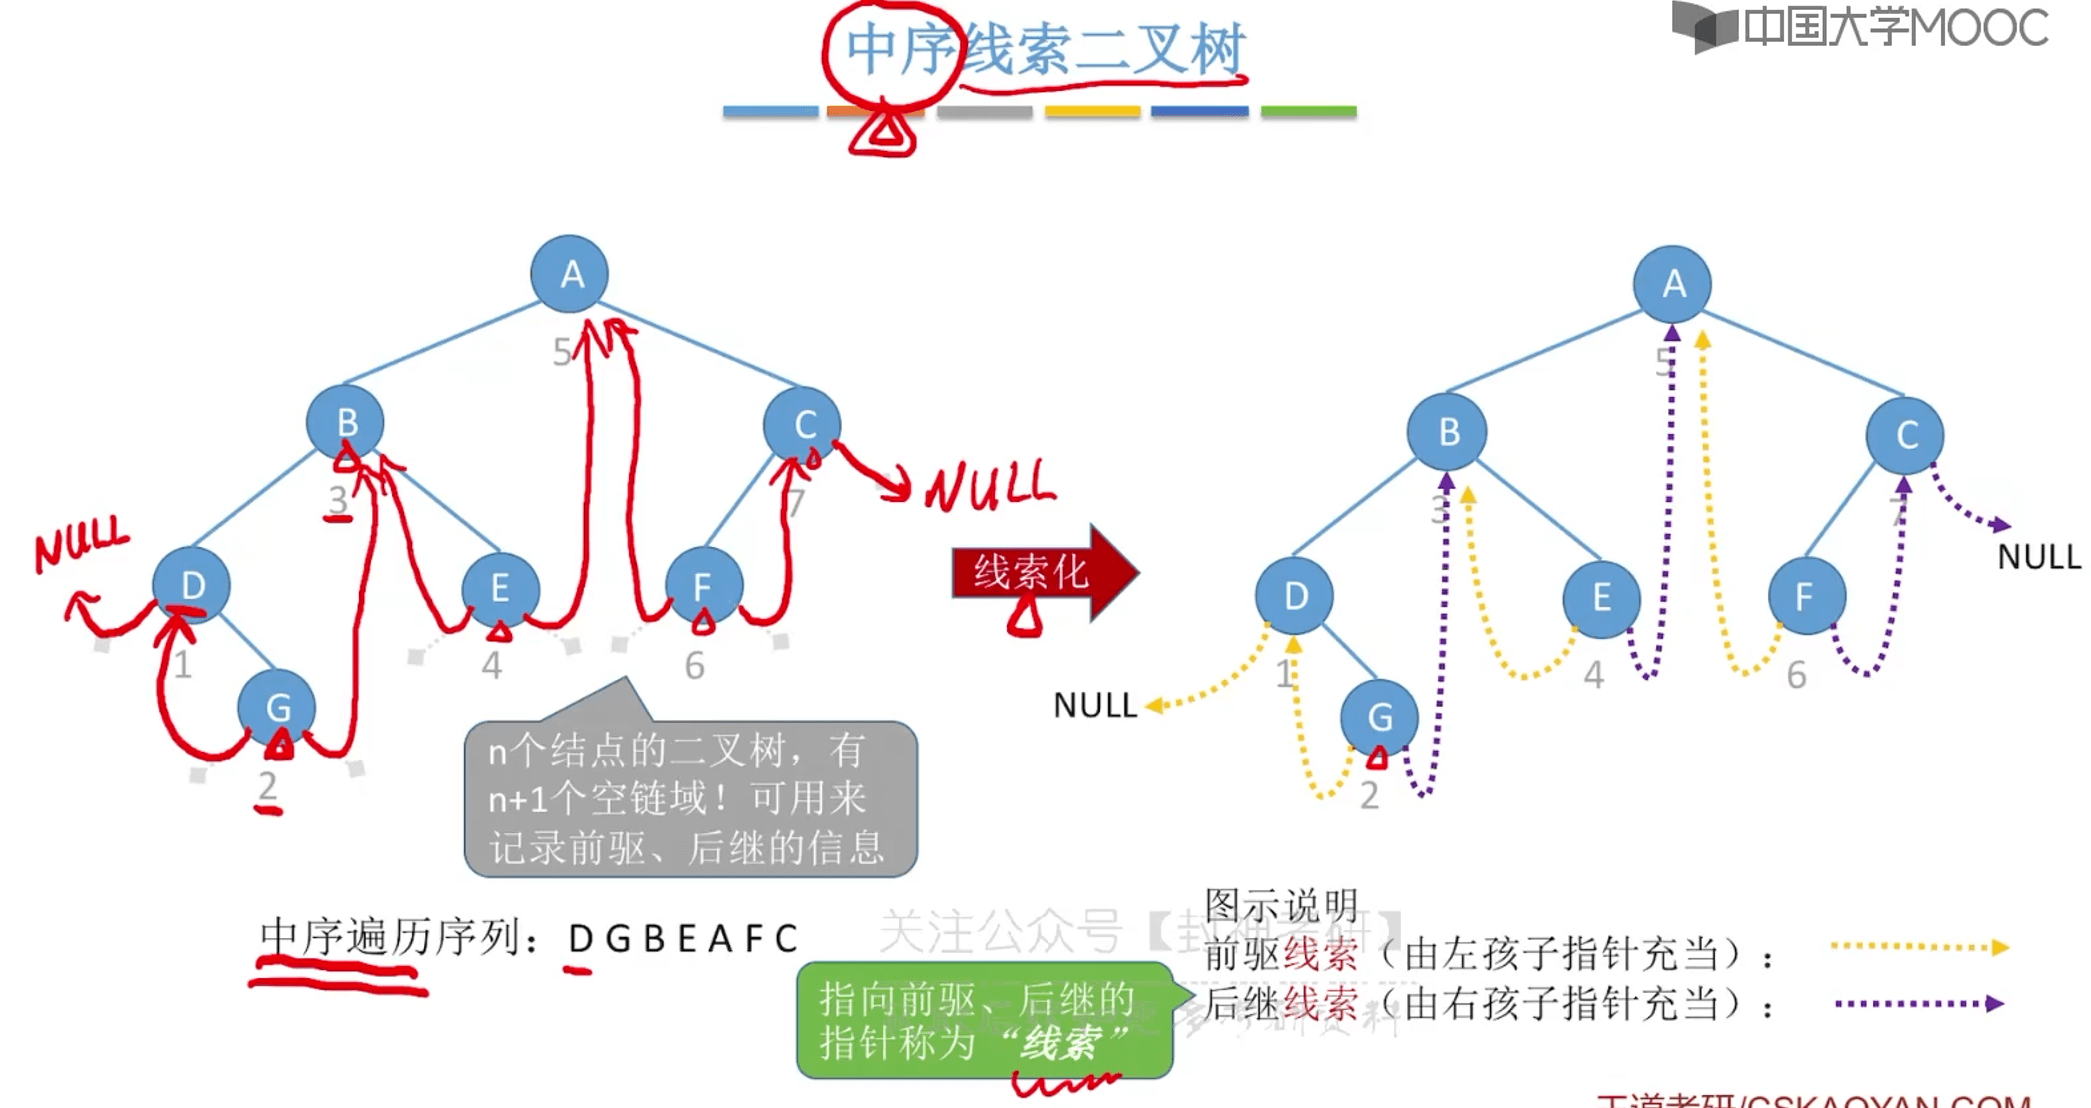 中序线索二叉树
中国大学MOOC
A
5
B
C
3
7
NULL
NULL
D
E
F
1
4
6
G
2
线索化
A
5
B
C
3
7
NULL
D
E
F
1
4
6
NULL
G
2
n个结点的二叉树，有
n+1个空链域！可用来
记录前驱、后继的信息
中序遍历序列：D G B E A F C
关注公众号【封神考研】
图示说明
前驱线索（由左孩子指针充当）：
后继线索（由右孩子指针充当）：
指向前驱、后继的
指针称为“线索”
王道考研/CSKAOYAN.COM